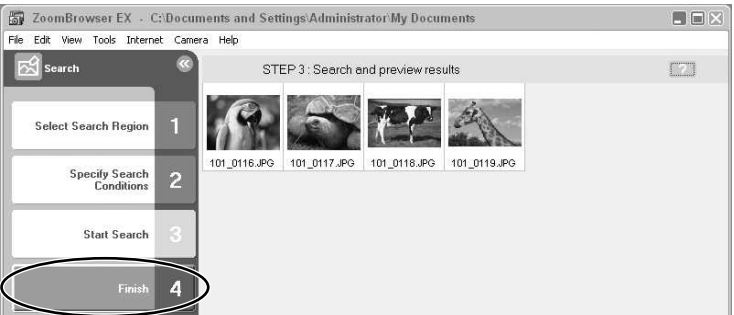 ZoomBrowser EX - C:\Documents and Settings\Administrator\My Documents
File Edit View Tools Internet Camera Help
Search
STEP 3 : Search and preview results
?
Select Search Region 1
Specify Search
Conditions 2
Start Search 3
Finish 4
101_0116.JPG 101_0117.JPG 101_0118.JPG 101_0119.JPG